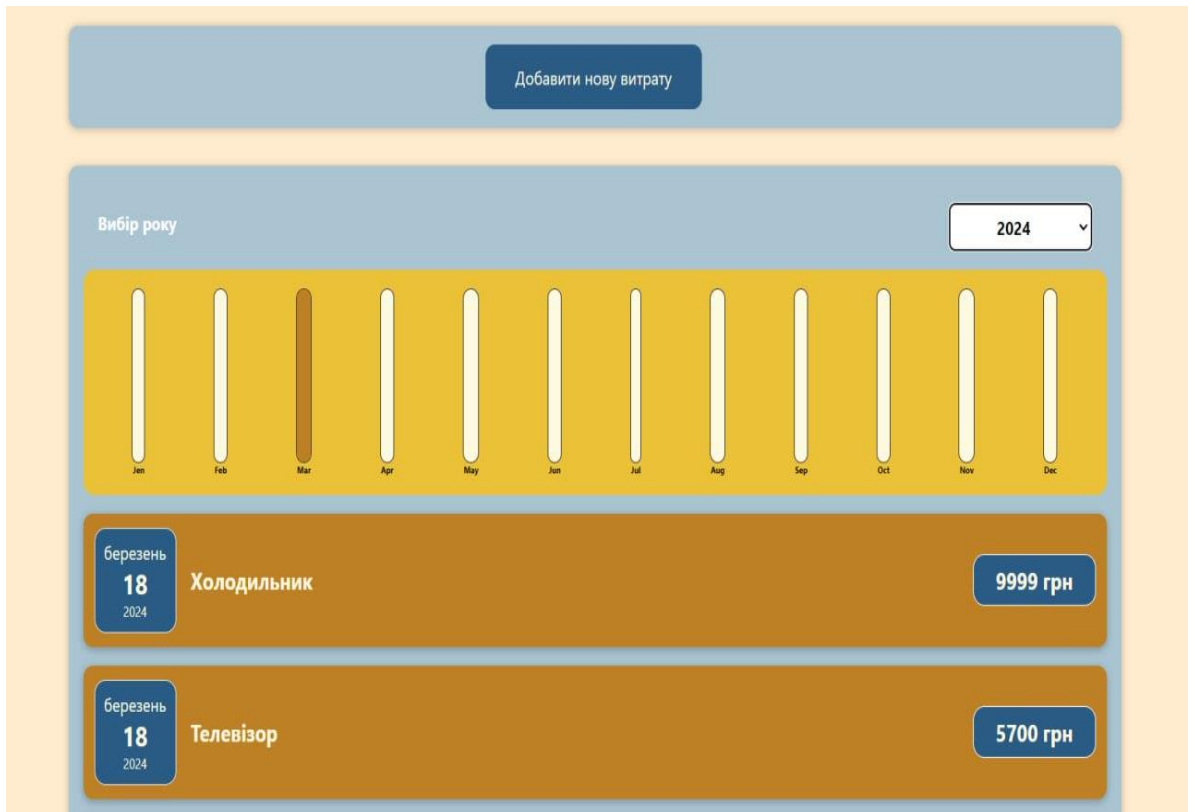 Добавити нову витрату
Вибір року
2024
Jen Feb Mar Apr May Jun Jul Aug Sep Oct Nov Dec
березень
18
2024
Холодильник
9999 грн
березень
18
2024
Телевізор
5700 грн